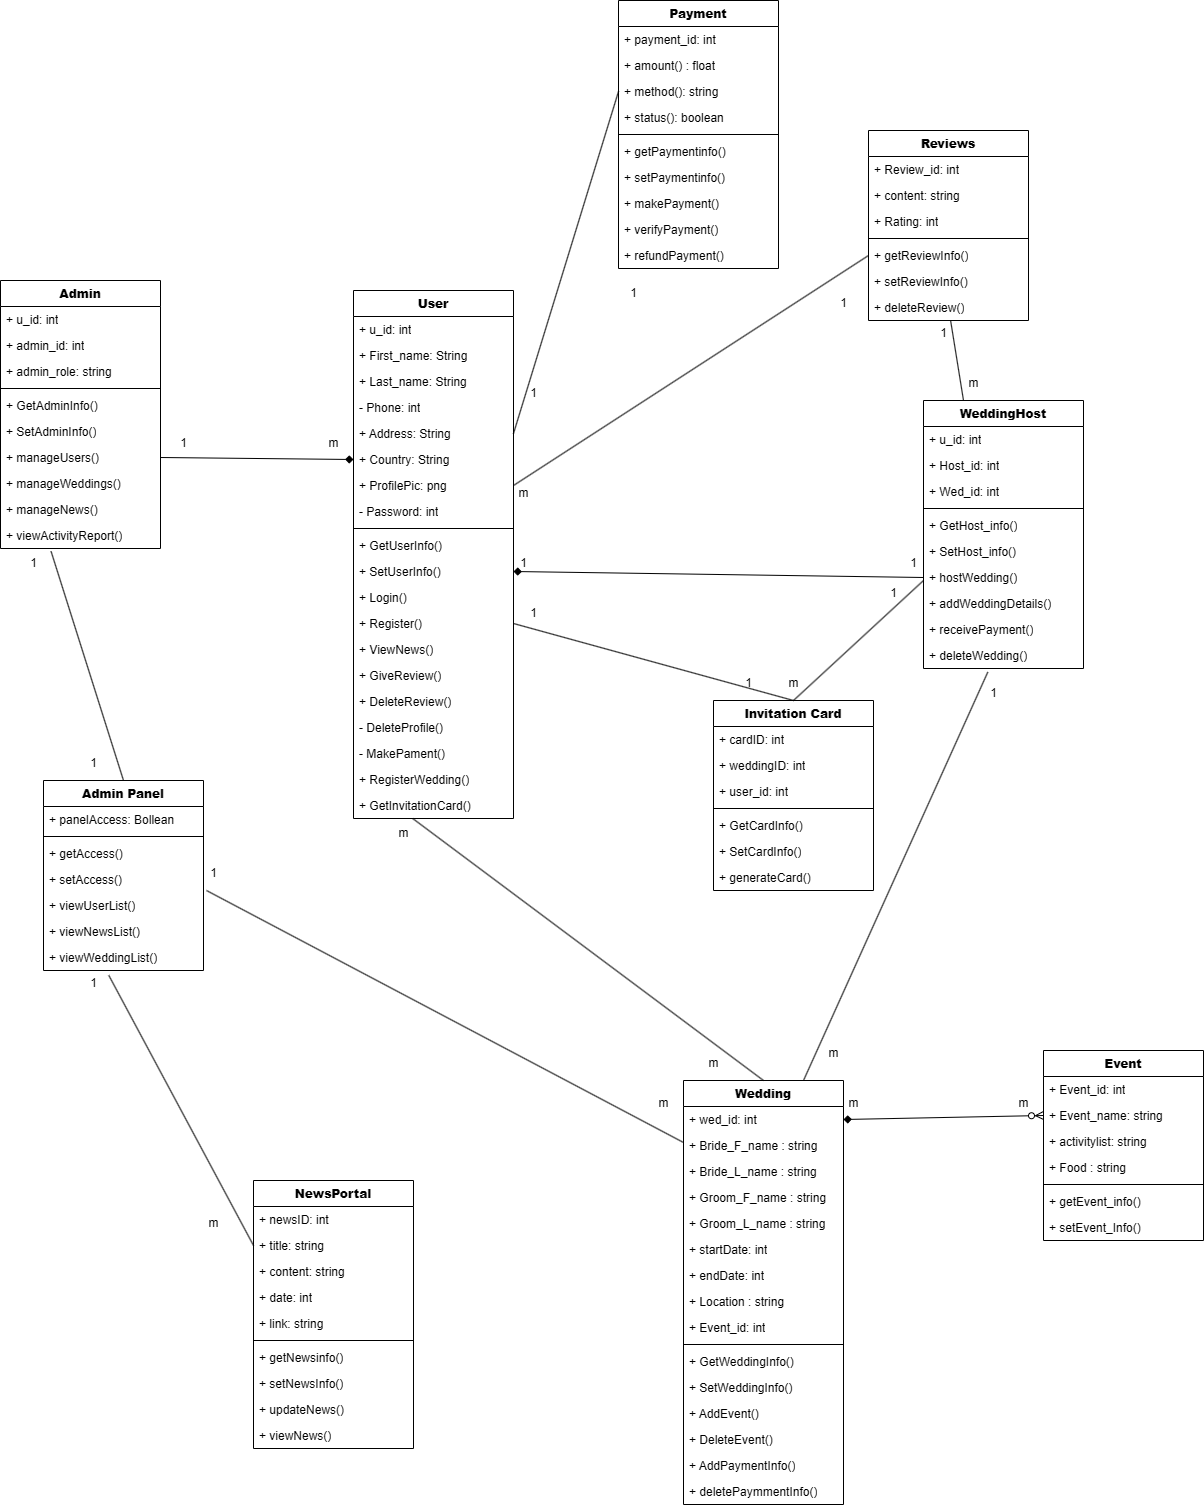 Payment
+ payment_id: int
+ amount() : float
+ method(): string
+ status(): boolean
+ getPaymentinfo()
+ setPaymentinfo()
+ makePayment()
+ verifyPayment()
+ refundPayment()
1
1
Reviews
+ Review_id: int
+ content: string
+ Rating: int
+ getReviewInfo()
+ setReviewInfo()
+ deleteReview()
1
m
1
m
Admin
+ u_id: int
+ admin_id: int
+ admin_role: string
+ GetAdminInfo()
+ SetAdminInfo()
+ manageUsers()
+ manageWeddings()
+ manageNews()
+ viewActivityReport()
1
m
1
1
User
+ u_id: int
+ First_name: String
+ Last_name: String
- Phone: int
+ Address: String
+ Country: String
+ ProfilePic: png
- Password: int
+ GetUserInfo()
+ SetUserInfo()
+ Login()
+ Register()
+ ViewNews()
+ GiveReview()
+ DeleteReview()
- DeleteProfile()
- MakePament()
+ RegisterWedding()
+ GetInvitationCard()
1
1
1
1
1
m
m
m
WeddingHost
+ u_id: int
+ Host_id: int
+ Wed_id: int
+ GetHost_info()
+ SetHost_info()
+ hostWedding()
+ addWeddingDetails()
+ receivePayment()
+ deleteWedding()
1
m
Invitation Card
+ cardID: int
+ weddingID: int
+ user_id: int
+ GetCardInfo()
+ SetCardInfo()
+ generateCard()
Admin Panel
+ panelAccess: Bollean
+ getAccess()
+ setAccess()
+ viewUserList()
+ viewNewsList()
+ viewWeddingList()
1
m
1
m
NewsPortal
+ newsID: int
+ title: string
+ content: string
+ date: int
+ link: string
+ getNewsinfo()
+ setNewsInfo()
+ updateNews()
+ viewNews()
Wedding
+ wed_id: int
+ Bride_F_name : string
+ Bride_L_name : string
+ Groom_F_name : string
+ Groom_L_name : string
+ startDate: int
+ endDate: int
+ Location : string
+ Event_id: int
+ GetWeddingInfo()
+ SetWeddingInfo()
+ AddEvent()
+ DeleteEvent()
+ AddPaymentInfo()
+ deletePaymmentInfo()
m
m
Event
+ Event_id: int
+ Event_name: string
+ activitylist: string
+ Food : string
+ getEvent_info()
+ setEvent_Info()